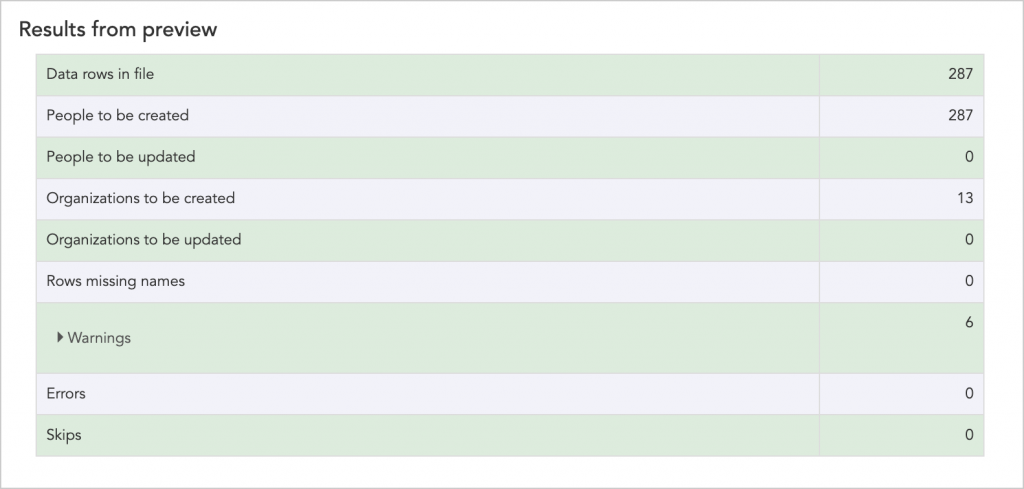 Results from preview
Data rows in file 287
People to be created 287
People to be updated 0
Organizations to be created 13
Organizations to be updated 0
Rows missing names 0
Warnings 6
Errors 0
Skips 0